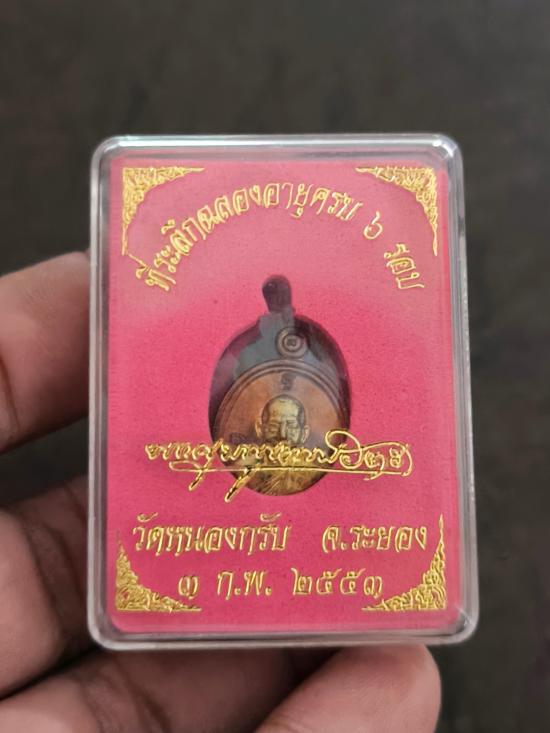 ที่ระลึกฉลองอายุครบ ๖ รอบ
วัดหนองกรับ จ.ระยอง
๓ ก.พ. ๒๕๕๓